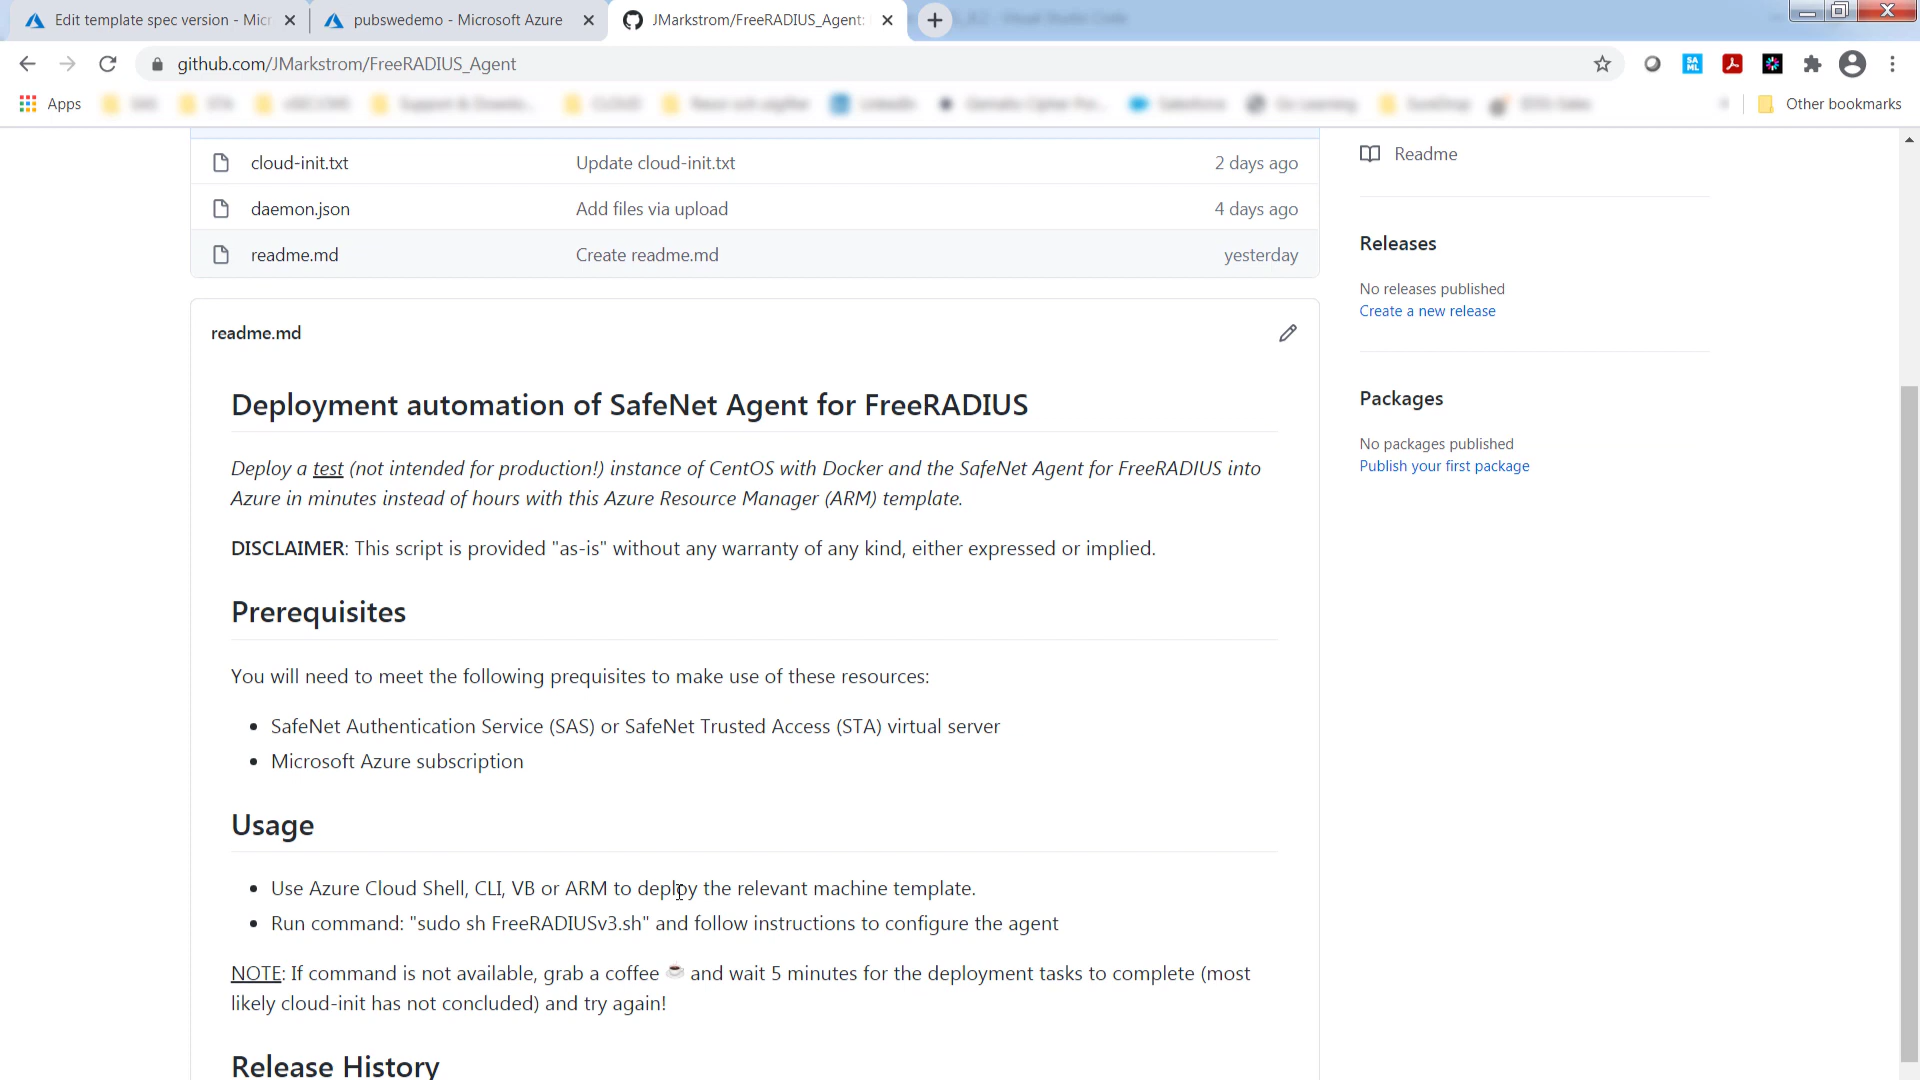 Edit template spec version - Micr
pubswedemo - Microsoft Azure
JMarkstrom/FreeRADIUS_Agent:
Visual Studio Code
github.com/JMarkstrom/FreeRADIUS_Agent
Apps
SAS
STA
CLOUD
LinkedIn
Salesforce
Other bookmarks
cloud-init.txt Update cloud-init.txt 2 days ago
daemon.json Add files via upload 4 days ago
readme.md Create readme.md yesterday
Readme
Releases
No releases published
Create a new release
Packages
No packages published
Publish your first package
readme.md
Deployment automation of SafeNet Agent for FreeRADIUS
Deploy a test (not intended for production!) instance of CentOS with Docker and the SafeNet Agent for FreeRADIUS into
Azure in minutes instead of hours with this Azure Resource Manager (ARM) template.
DISCLAIMER: This script is provided "as-is" without any warranty of any kind, either expressed or implied.
Prerequisites
You will need to meet the following prequisites to make use of these resources:
• SafeNet Authentication Service (SAS) or SafeNet Trusted Access (STA) virtual server
• Microsoft Azure subscription
Usage
• Use Azure Cloud Shell, CLI, VB or ARM to deploy the relevant machine template.
• Run command: "sudo sh FreeRADIUSv3.sh" and follow instructions to configure the agent
NOTE: If command is not available, grab a coffee ☕ and wait 5 minutes for the deployment tasks to complete (most
likely cloud-init has not concluded) and try again!
Release History